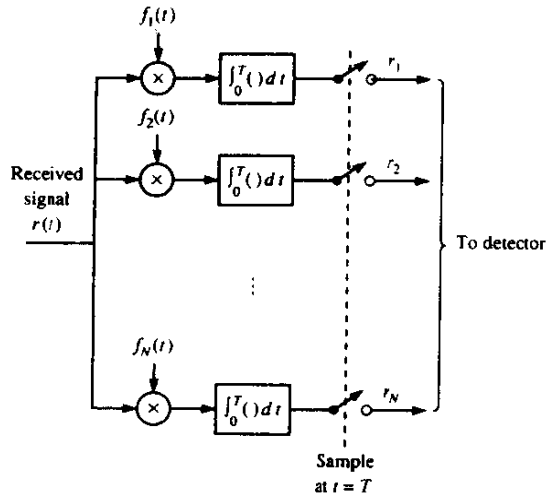 f₁(t)
× ∫₀ᵀ( ) dt r₁
f₂(t)
× ∫₀ᵀ( ) dt r₂
Received
signal
r(t)
To detector
⋮
f_N(t)
× ∫₀ᵀ( ) dt r_N
Sample
at t = T